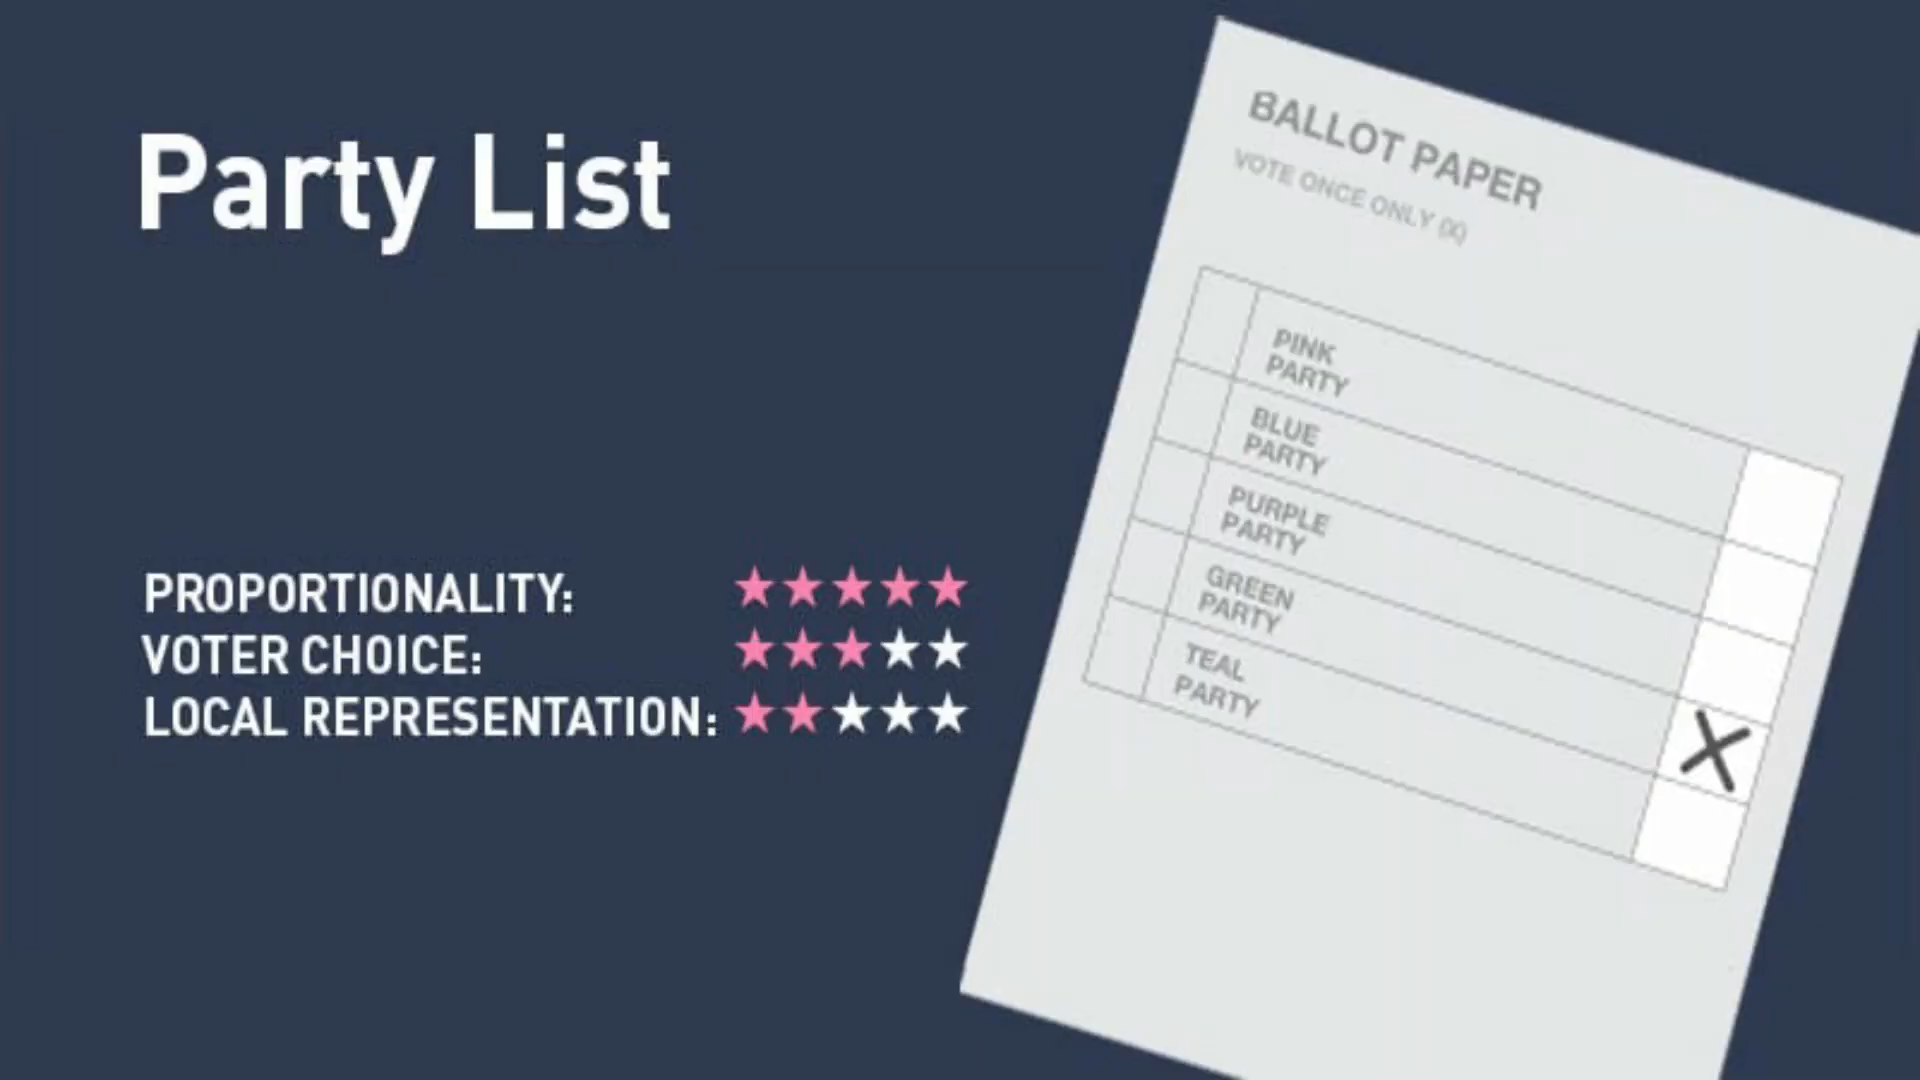 Party List
PROPORTIONALITY:
VOTER CHOICE:
LOCAL REPRESENTATION:
BALLOT PAPER
VOTE ONCE ONLY (X)
PINK
PARTY
BLUE
PARTY
PURPLE
PARTY
GREEN
PARTY
TEAL
PARTY
X